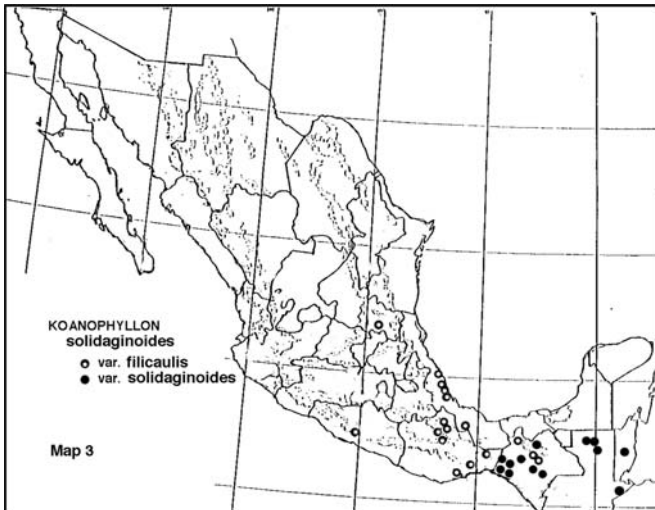 KOANOPHYLLON
solidaginoides
var. filicaulis
var. solidaginoides
Map 3